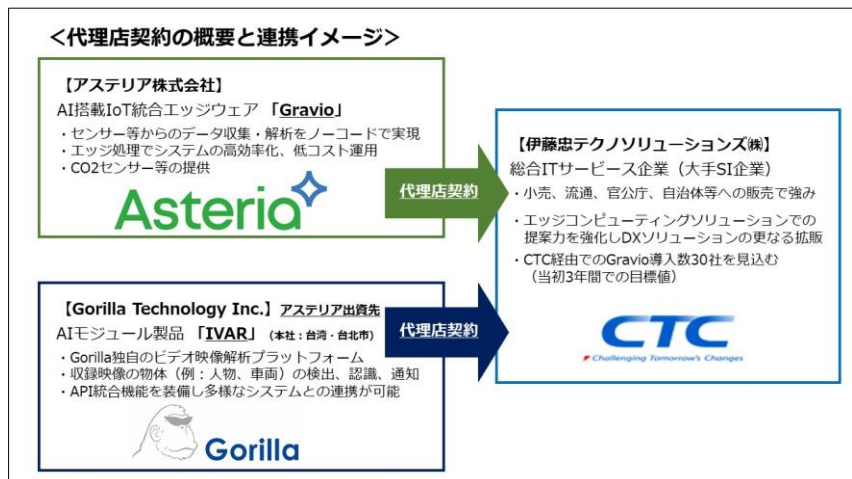 <代理店契約の概要と連携イメージ>
【アステリア株式会社】
AI搭載IoT統合エッジウェア 「Gravio」
・センサー等からのデータ収集・解析をノーコードで実現
・エッジ処理でシステムの高効率化、低コスト運用
・CO2センサー等の提供
Asteria
代理店契約
【Gorilla Technology Inc.】アステリア出資先
AIモジュール製品 「IVAR」 (本社：台湾・台北市)
・Gorilla独自のビデオ映像解析プラットフォーム
・収録映像の物体（例：人物、車両）の検出、認識、通知
・API統合機能を装備し多様なシステムとの連携が可能
Gorilla
代理店契約
【伊藤忠テクノソリューションズ㈱】
総合ITサービス企業（大手SI企業）
・小売、流通、官公庁、自治体等への販売で強み
・エッジコンピューティングソリューションでの
提案力を強化しDXソリューションの更なる拡販
・CTC経由でのGravio導入数30社を見込む
（当初3年間での目標値）
CTC
Challenging Tomorrow's Changes